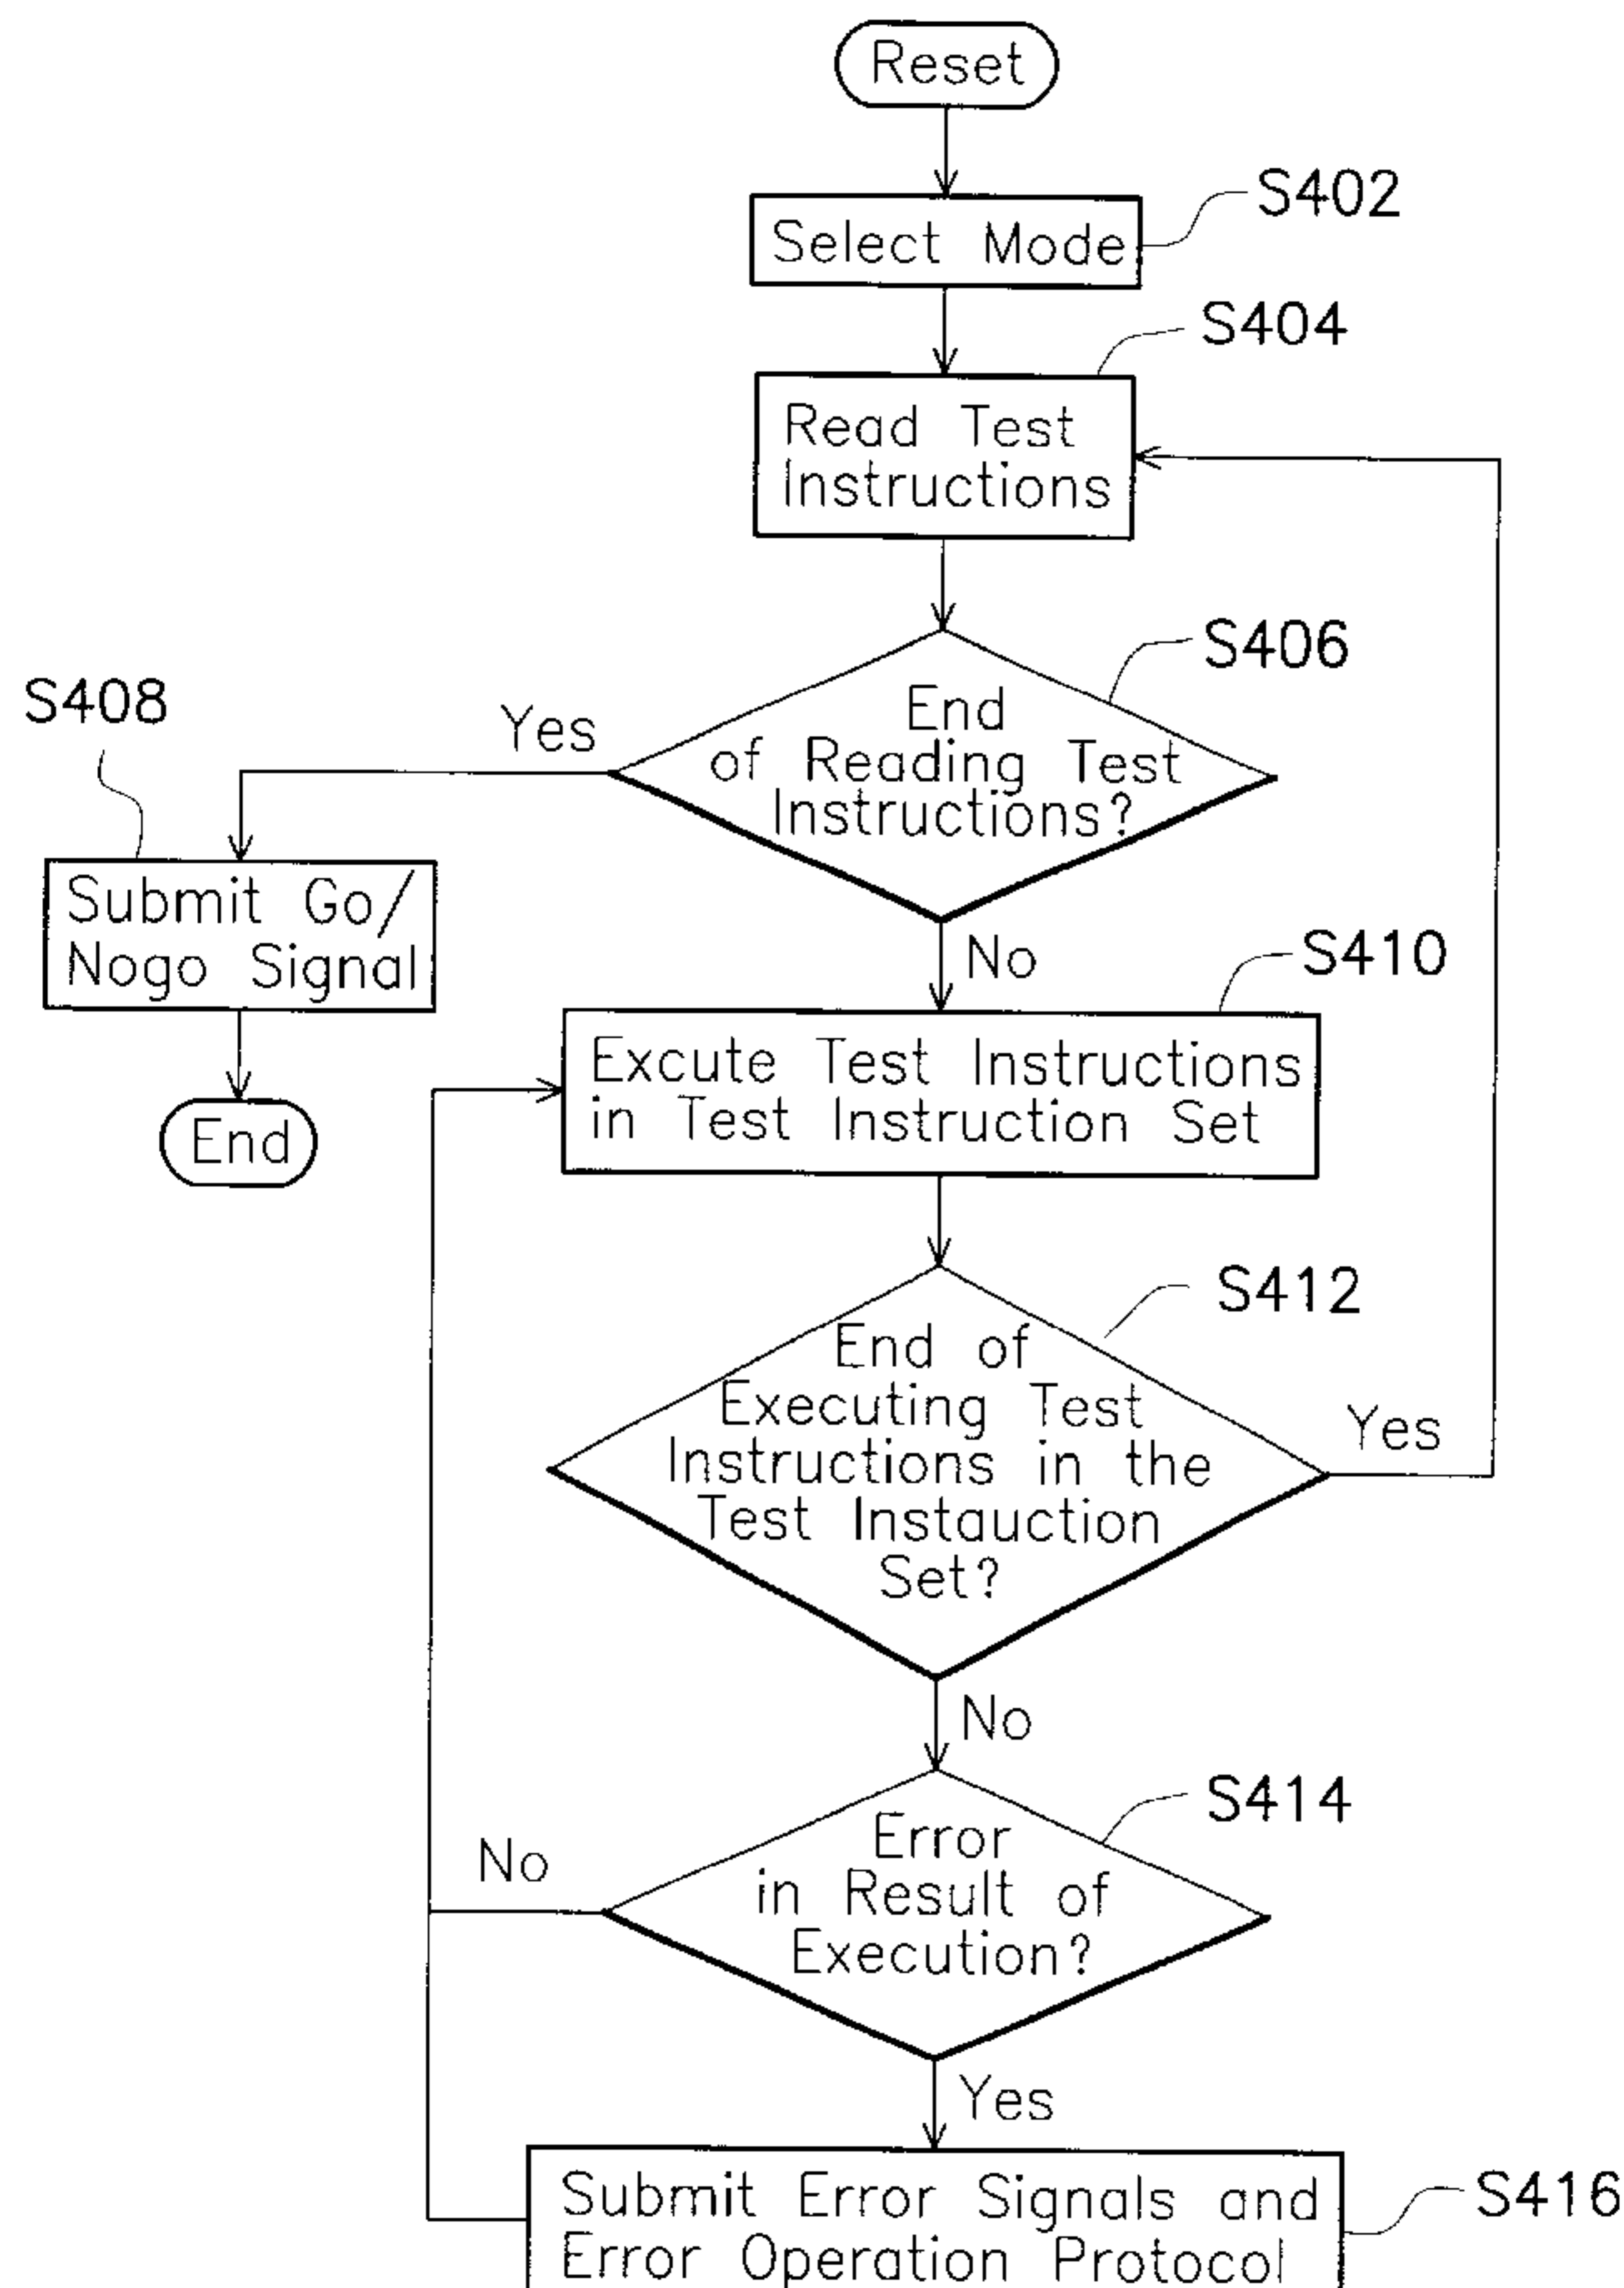 Reset
S402
Select Mode
S404
Read Test
Instructions
S406
End
of Reading Test
Instructions?
Yes
S408
Submit Go/
Nogo Signal
End
No
S410
Excute Test Instructions
in Test Instruction Set
S412
End of
Executing Test
Instructions in the
Test Instauction
Set?
Yes
No
S414
Error
in Result of
Execution?
No
Yes
S416
Submit Error Signals and
Error Operation Protocol